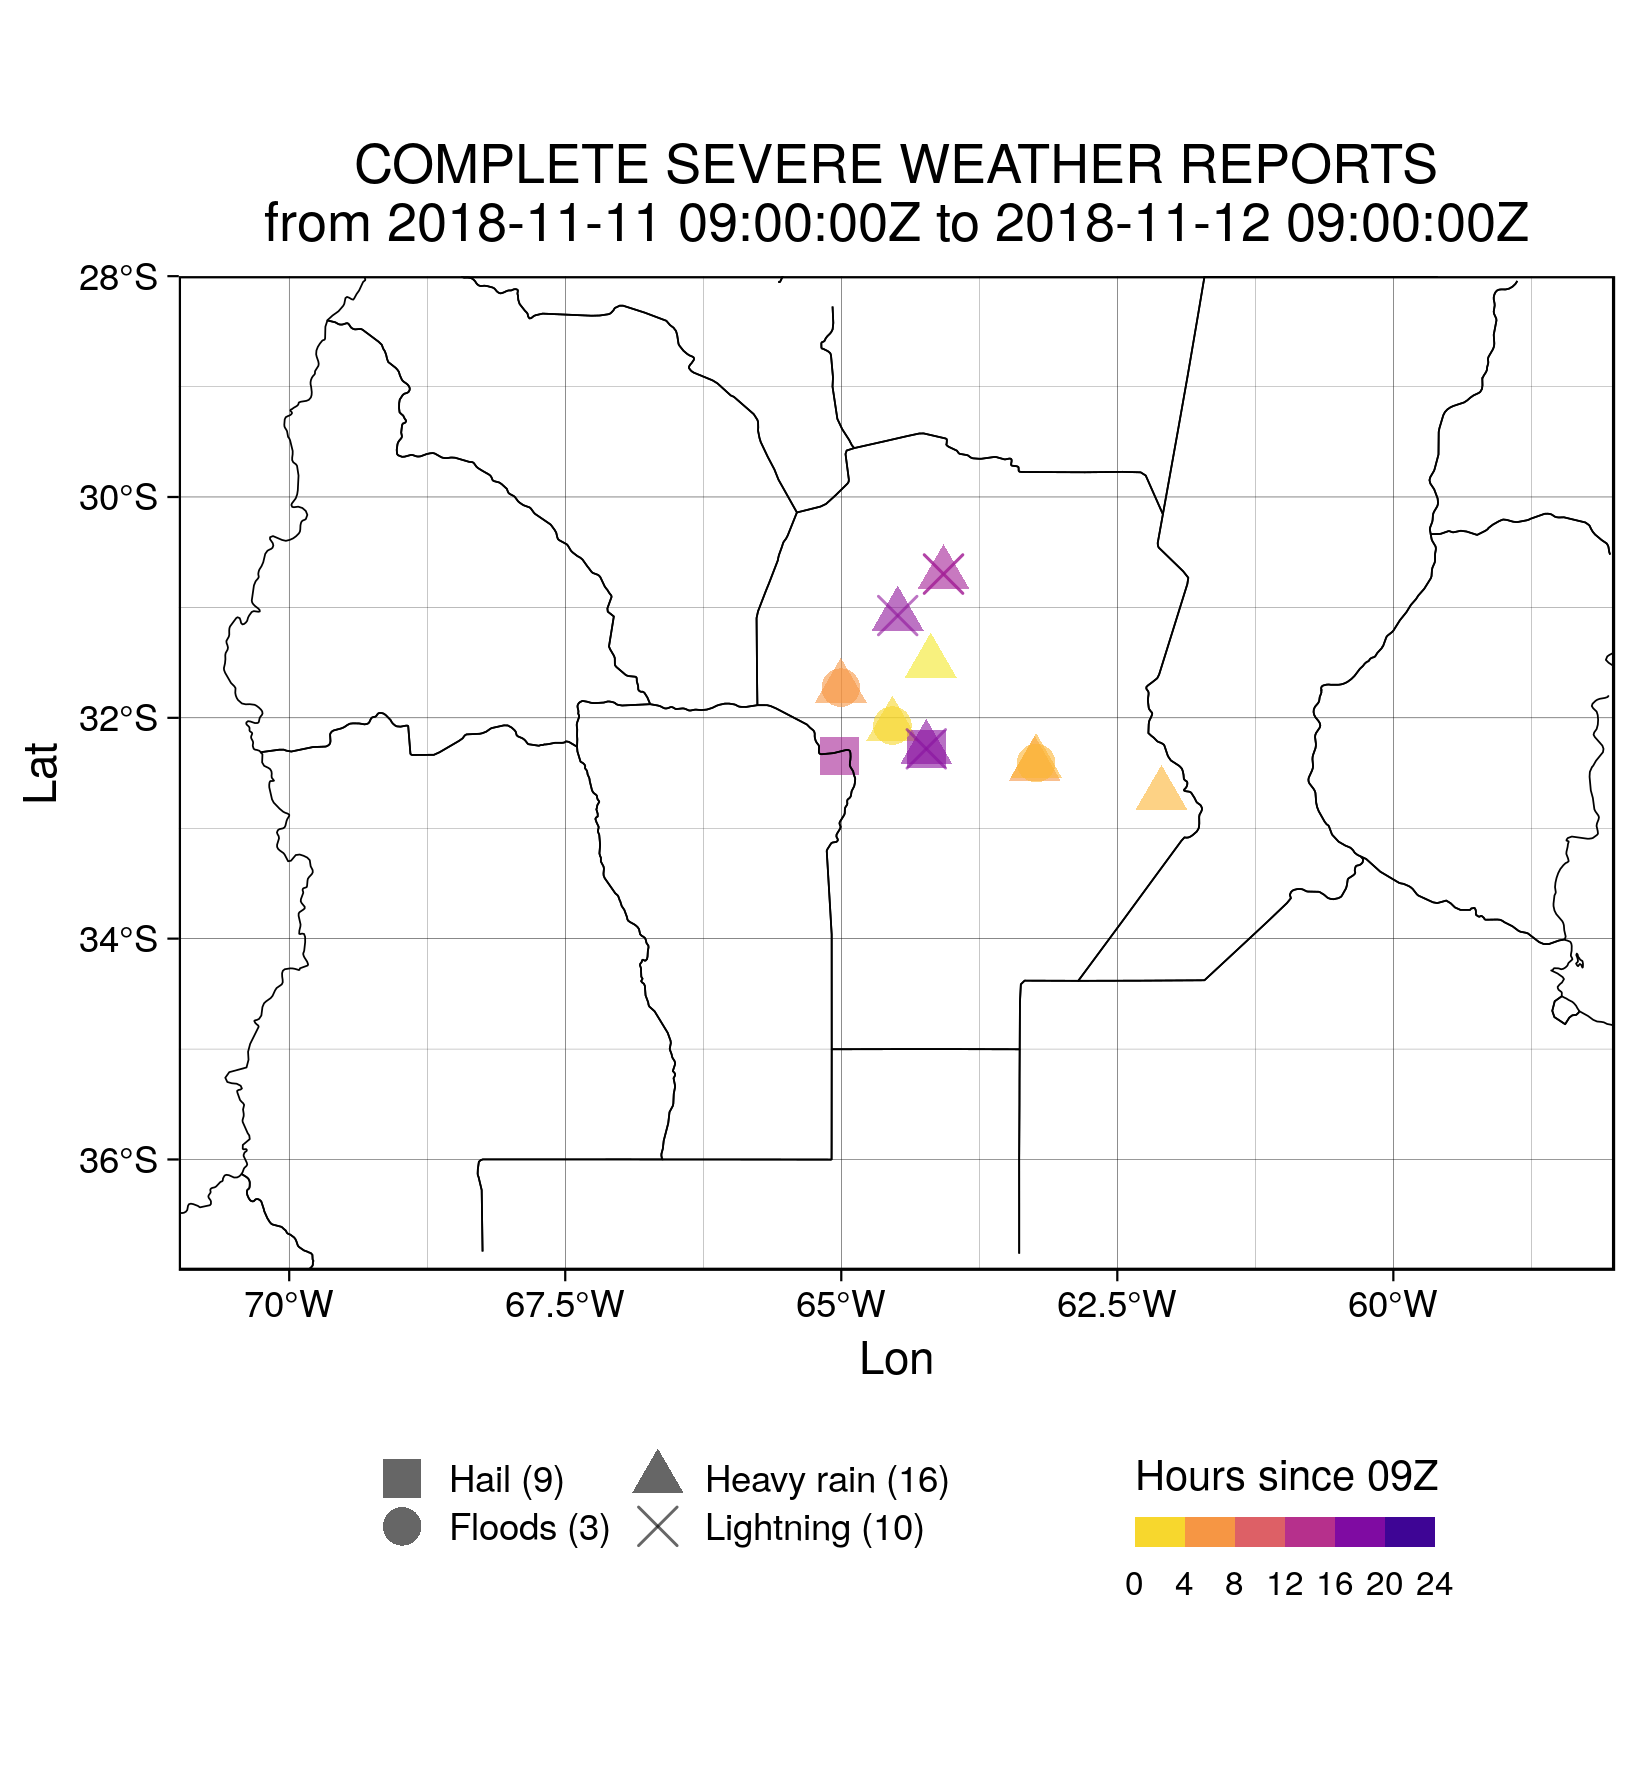 COMPLETE SEVERE WEATHER REPORTS
from 2018-11-11 09:00:00Z to 2018-11-12 09:00:00Z
28°S
30°S
32°S
34°S
36°S
Lat
70°W 67.5°W 65°W 62.5°W 60°W
Lon
Hail (9) Heavy rain (16)
Floods (3) Lightning (10)
Hours since 09Z
0 4 8 12 16 20 24